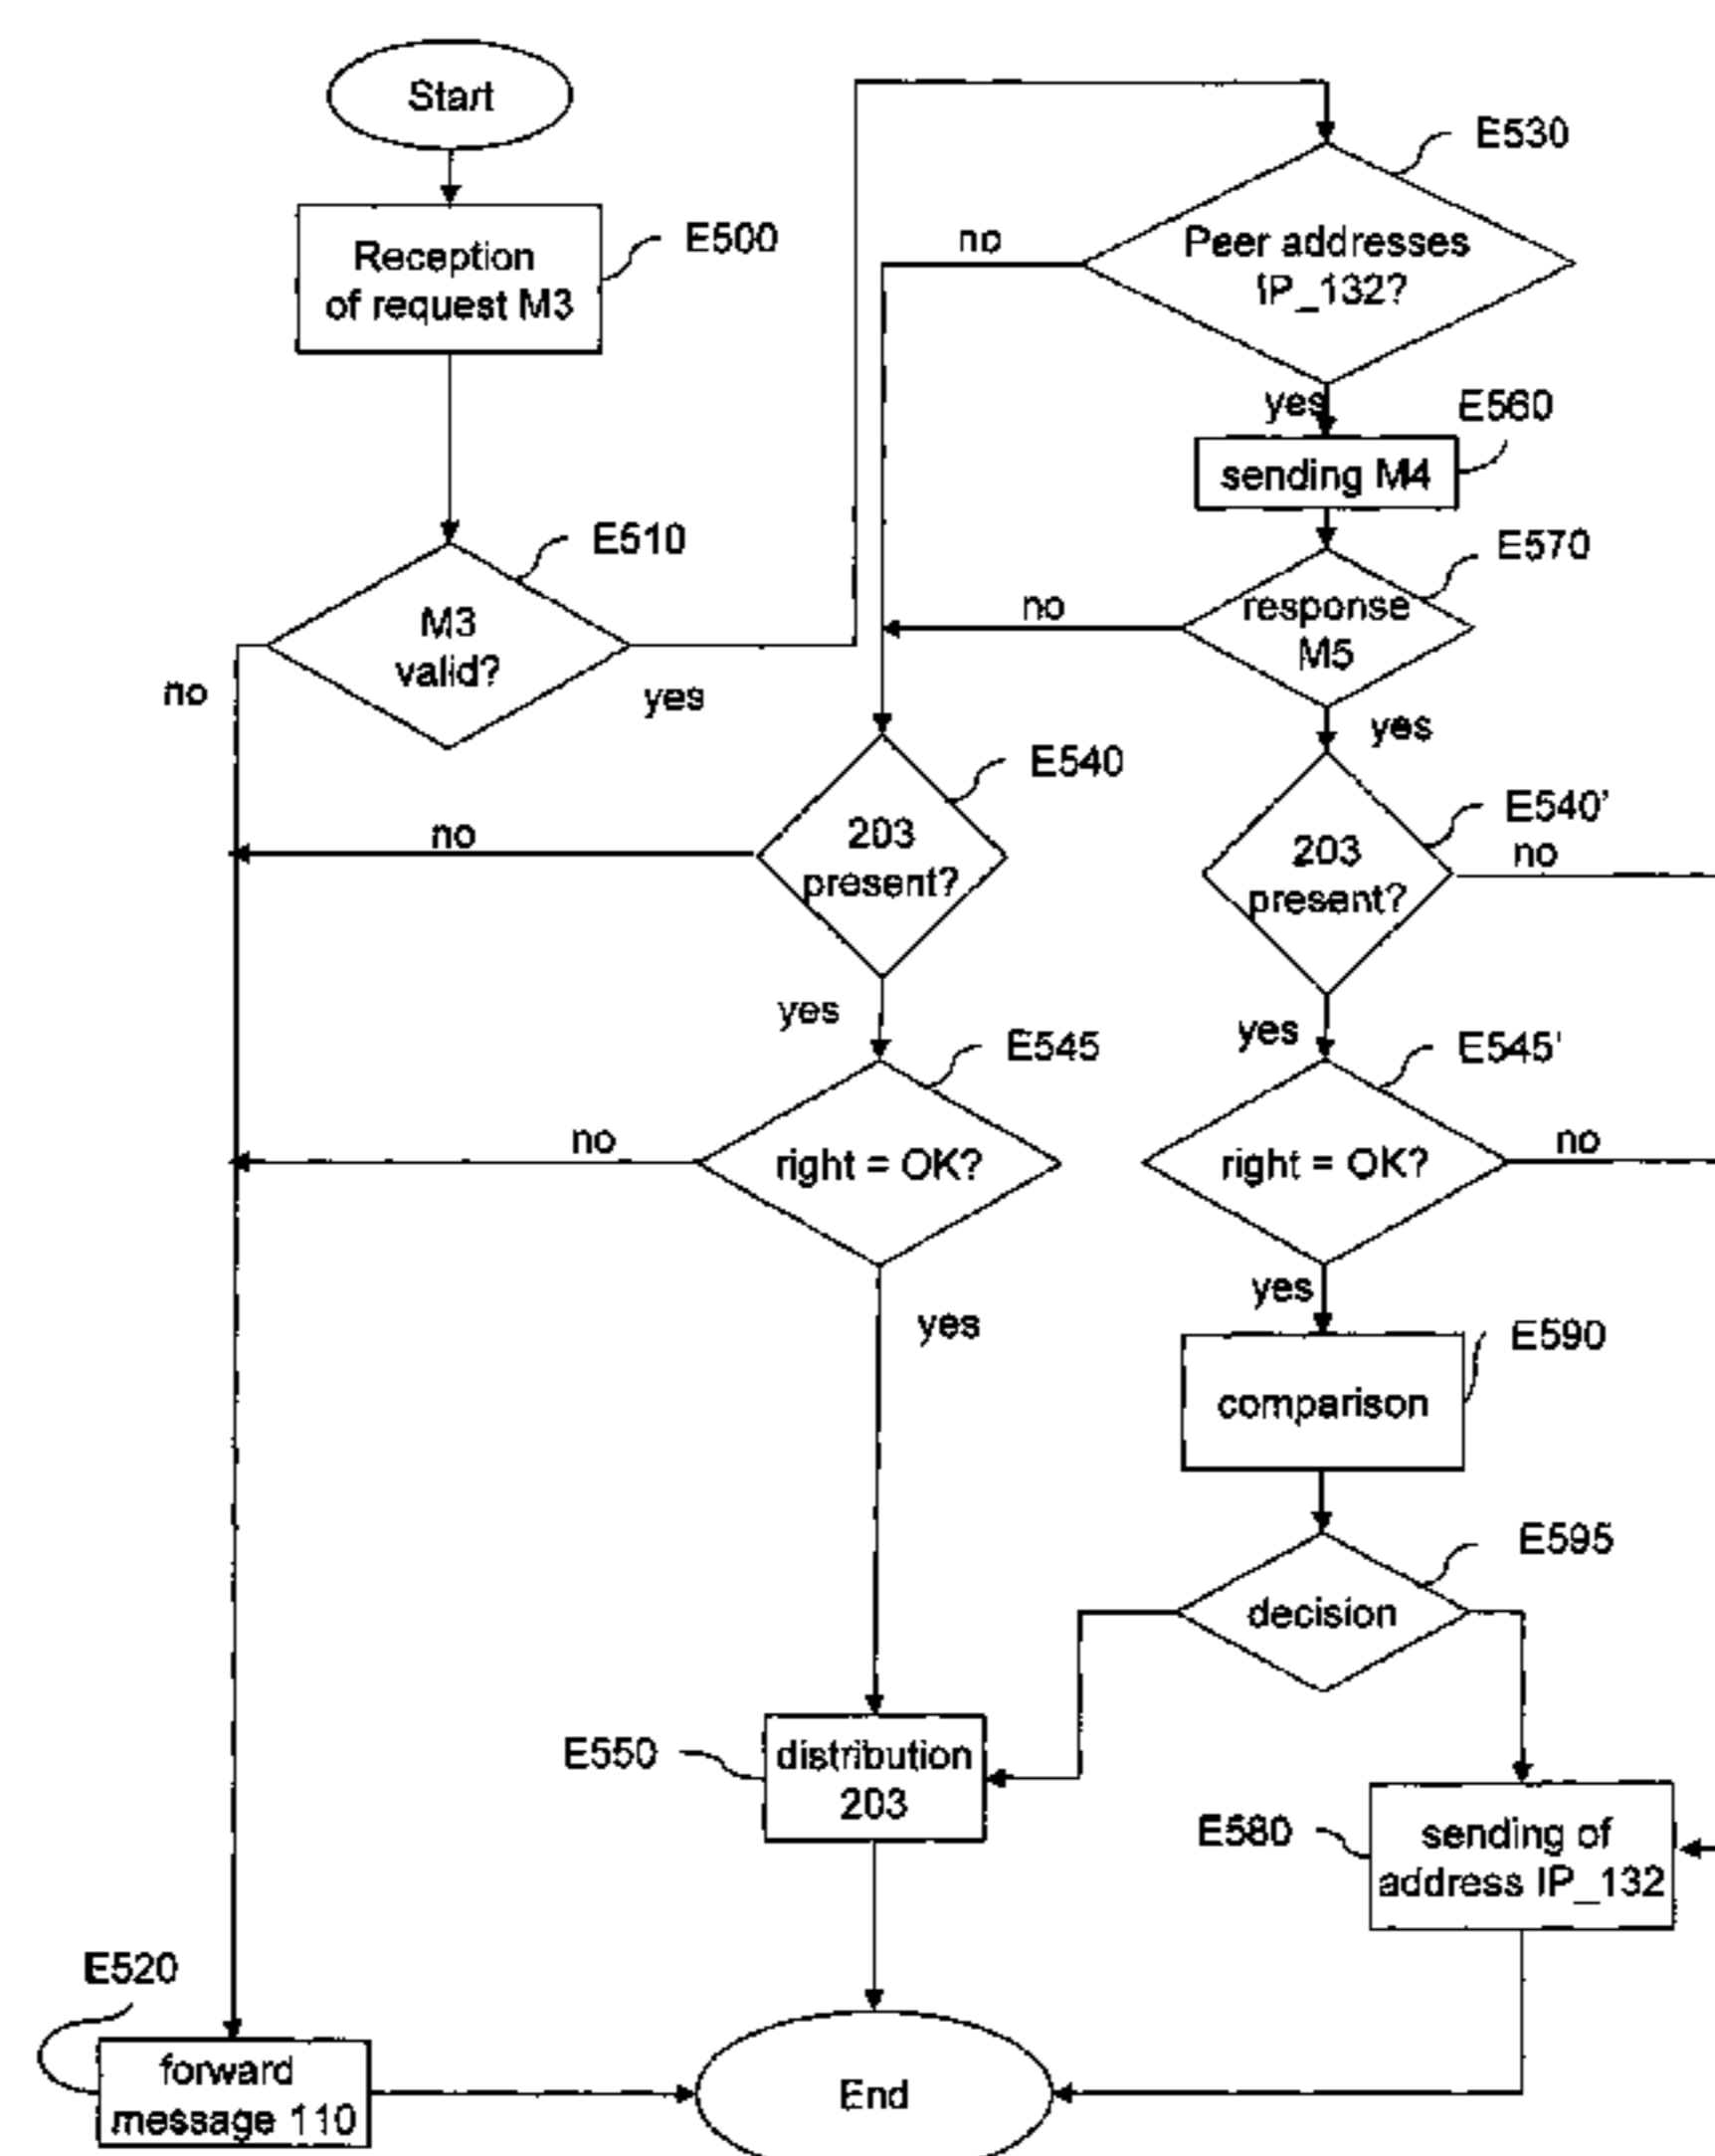 Start
Reception
of request M3
E500
M3
valid?
E510
no
yes
Peer addresses
IP_132?
E530
no
yes
sending M4
E560
response
M5
E570
no
yes
203
present?
E540
no
yes
203
present?
E540'
no
yes
right = OK?
E545
no
yes
right = OK?
E545'
no
yes
comparison
E590
decision
E595
distribution
203
E550
sending of
address IP_132
E580
forward
message 110
E520
End